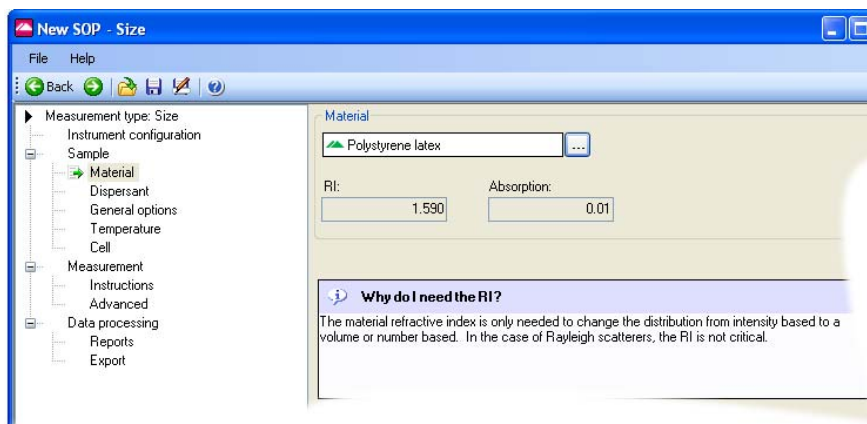 New SOP - Size
File Help
Back
Measurement type: Size
Instrument configuration
Sample
Material
Dispersant
General options
Temperature
Cell
Measurement
Instructions
Advanced
Data processing
Reports
Export
Material
Polystyrene latex
...
RI:
Absorption:
1.590
0.01
Why do I need the RI?
The material refractive index is only needed to change the distribution from intensity based to a
volume or number based. In the case of Rayleigh scatterers, the RI is not critical.